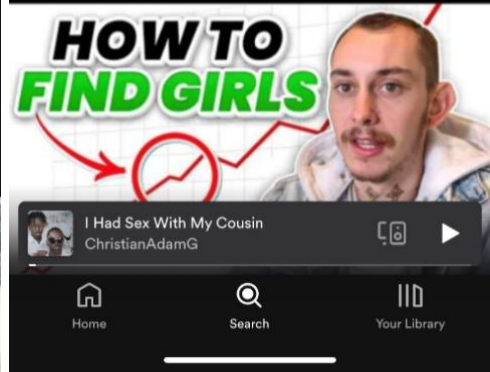 HOW TO
FIND GIRLS
I Had Sex With My Cousin
ChristianAdamG
Home
Search
Your Library